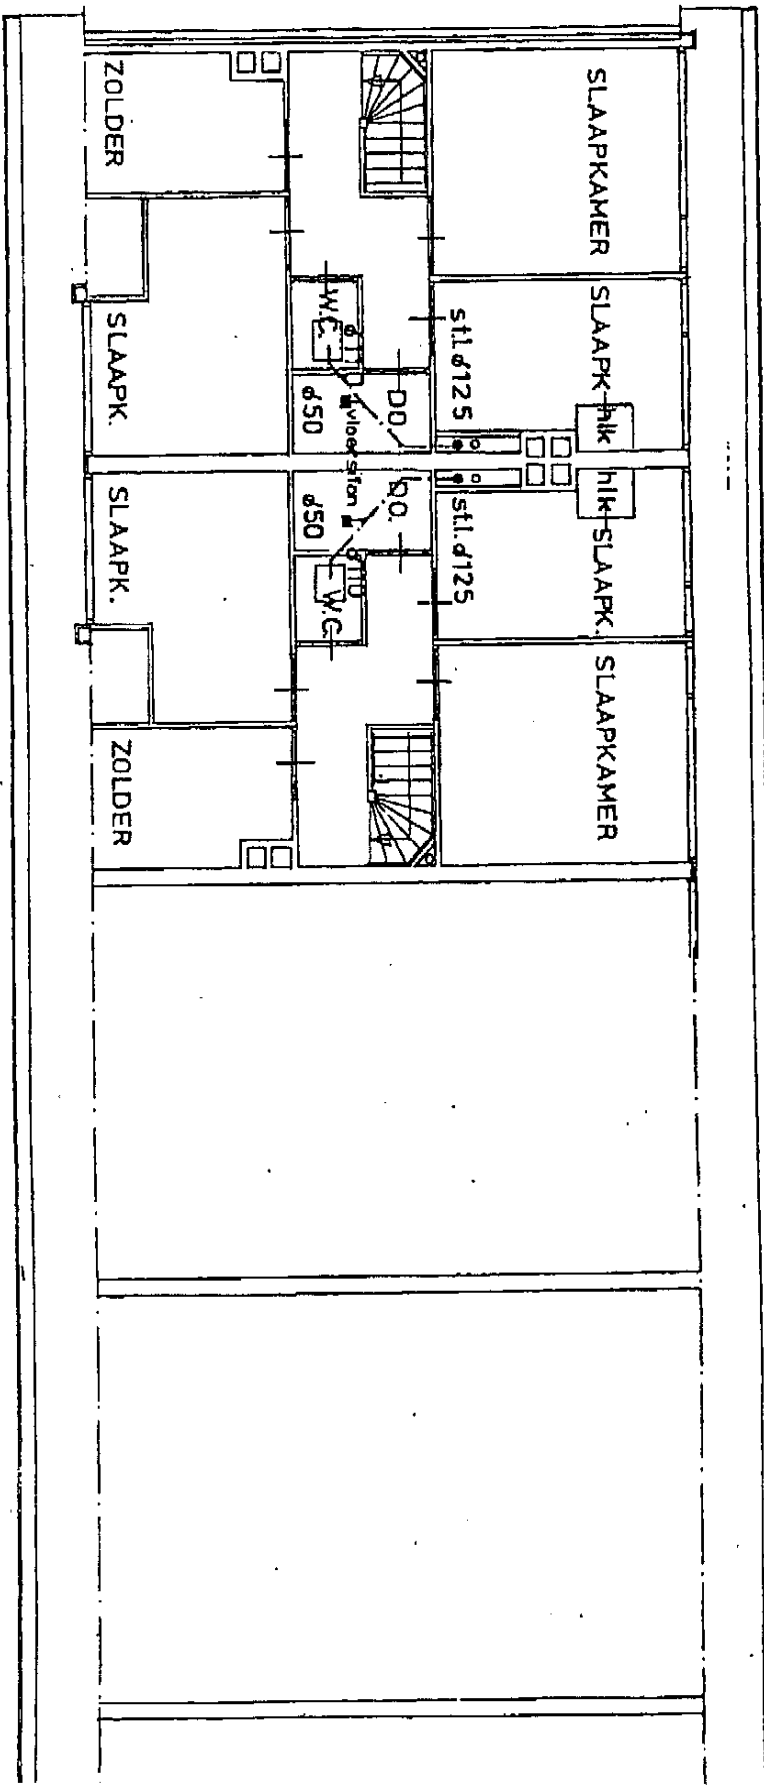 ZOLDER
SLAAPKAMER
W.C.
SLAAPK.
SLAAPK
hlk
st.l. ø125
DO
ø50
vloersifon
SLAAPK.
ø50
DO.
st.l. ø125
hlk
SLAAPK.
ø110
W.C.
ZOLDER
SLAAPKAMER